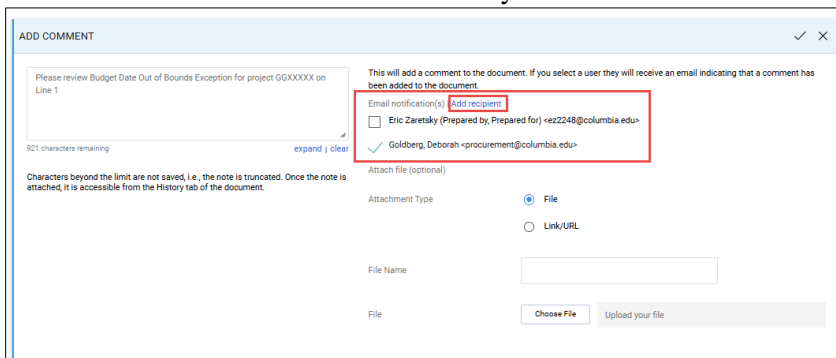 ADD COMMENT
Please review Budget Date Out of Bounds Exception for project GGXXXXX on
Line 1
921 characters remaining
expand | clear
Characters beyond the limit are not saved, i.e., the note is truncated. Once the note is
attached, it is accessible from the History tab of the document.
This will add a comment to the document. If you select a user they will receive an email indicating that a comment has
been added to the document.
Email notification(s) | Add recipient
Eric Zaretsky (Prepared by, Prepared for) <ez2248@columbia.edu>
Goldberg, Deborah <procurement@columbia.edu>
Attach file (optional)
Attachment Type
File
Link/URL
File Name
File
Choose File
Upload your file